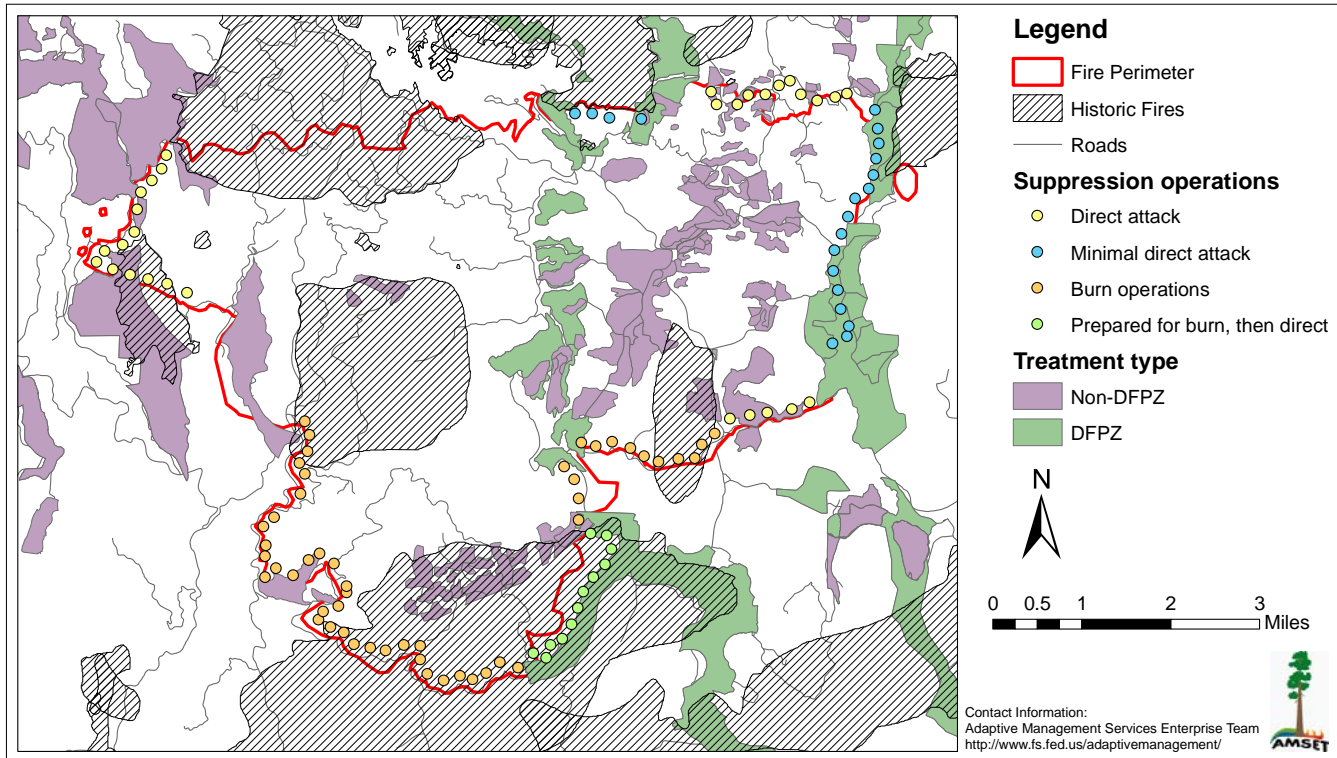 Legend
Fire Perimeter
Historic Fires
Roads
Suppression operations
Direct attack
Minimal direct attack
Burn operations
Prepared for burn, then direct
Treatment type
Non-DFPZ
DFPZ
N
0 0.5 1 2 3
Miles
Contact Information:
Adaptive Management Services Enterprise Team
http://www.fs.fed.us/adaptivemanagement/
AMSET